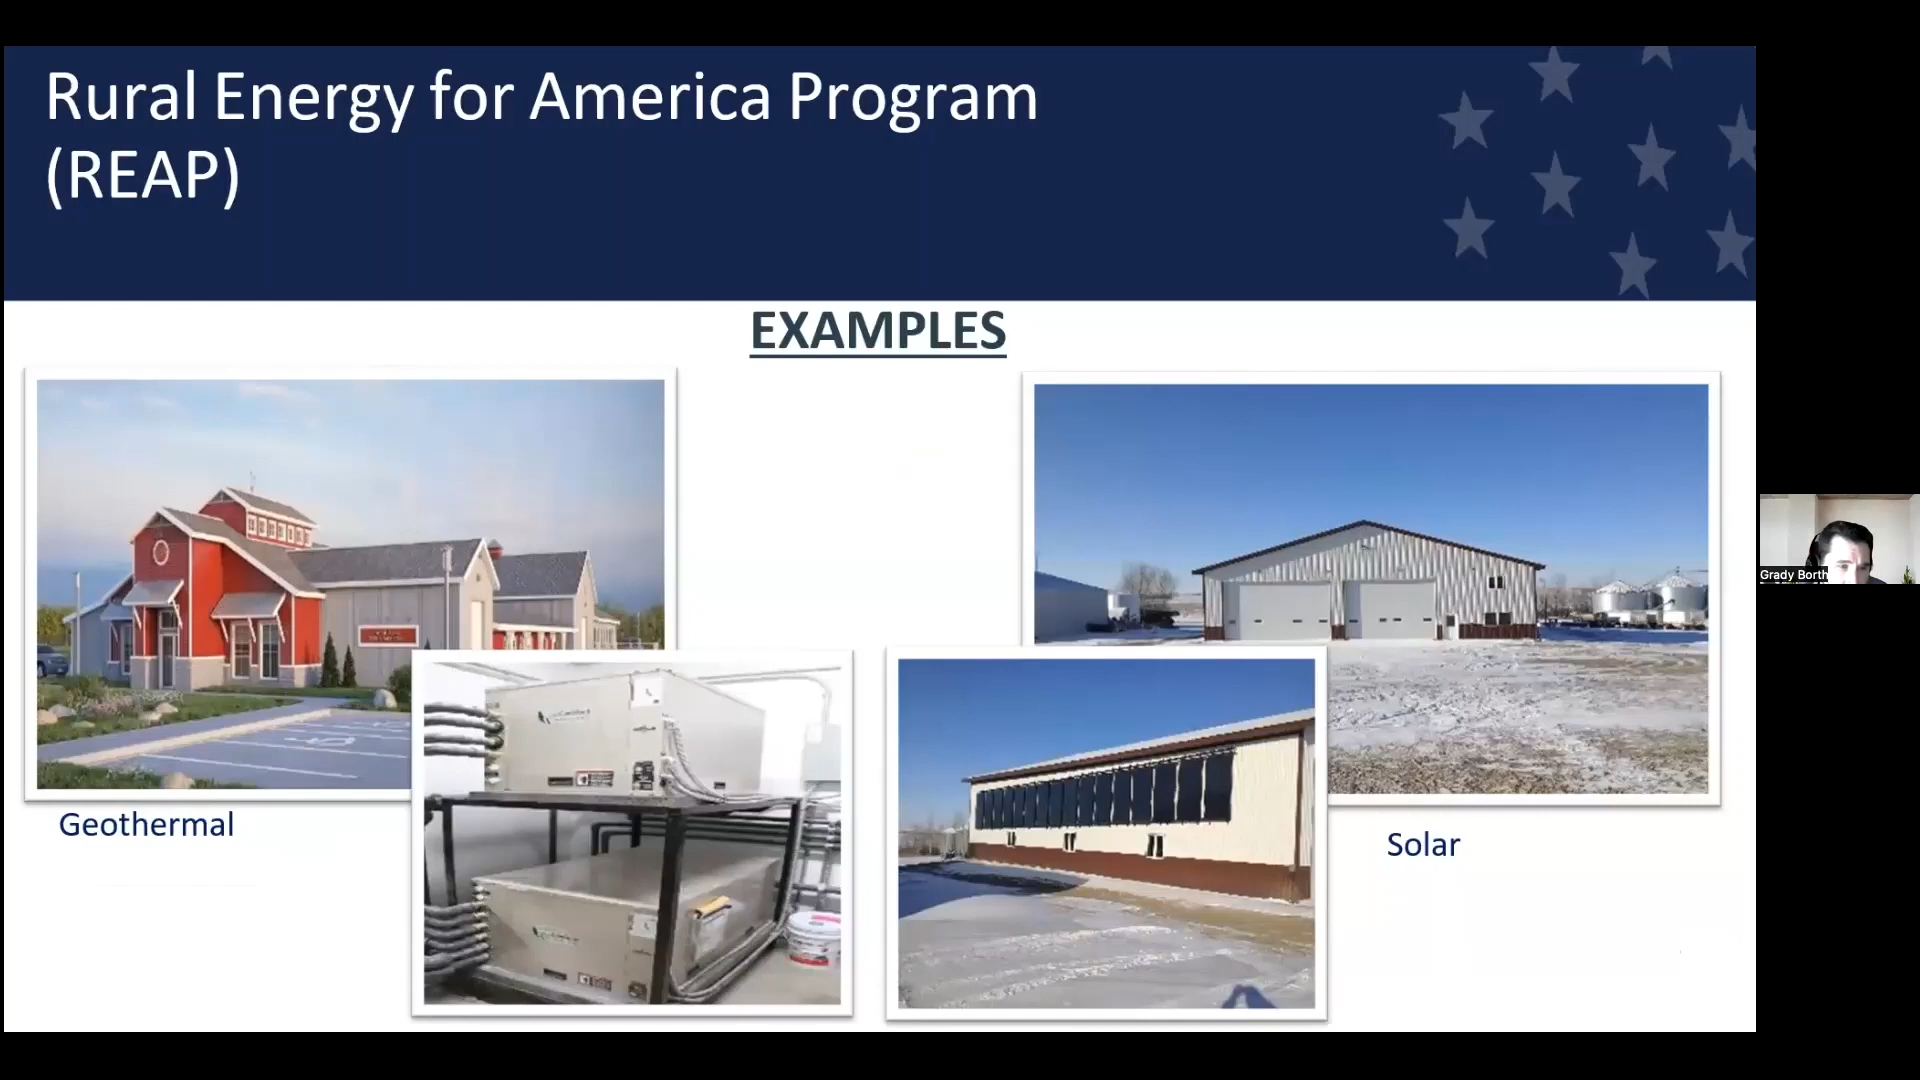 Rural Energy for America Program
(REAP)
EXAMPLES
Geothermal
Solar
Grady Borth